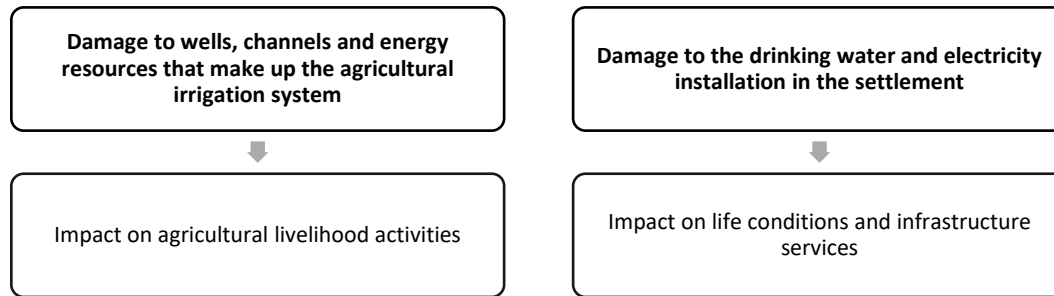 Damage to wells, channels and energy
resources that make up the agricultural
irrigation system
Impact on agricultural livelihood activities
Damage to the drinking water and electricity
installation in the settlement
Impact on life conditions and infrastructure
services